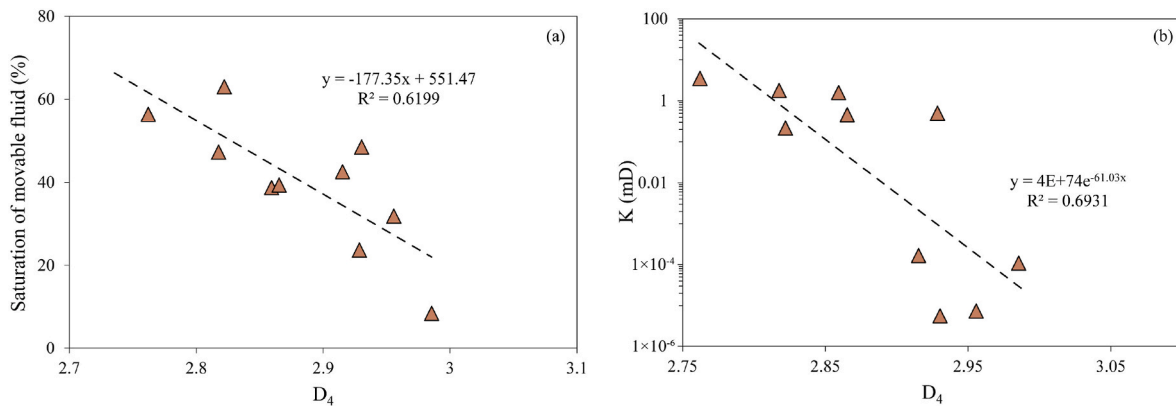 (a)
80
60
40
20
0
Saturation of movable fluid (%)
y = -177.35x + 551.47
R² = 0.6199
2.7 2.8 2.9 3 3.1
D₄
(b)
100
1
0.01
1×10⁻⁴
1×10⁻⁶
K (mD)
y = 4E+74e⁻⁶¹·⁰³ˣ
R² = 0.6931
2.75 2.85 2.95 3.05
D₄